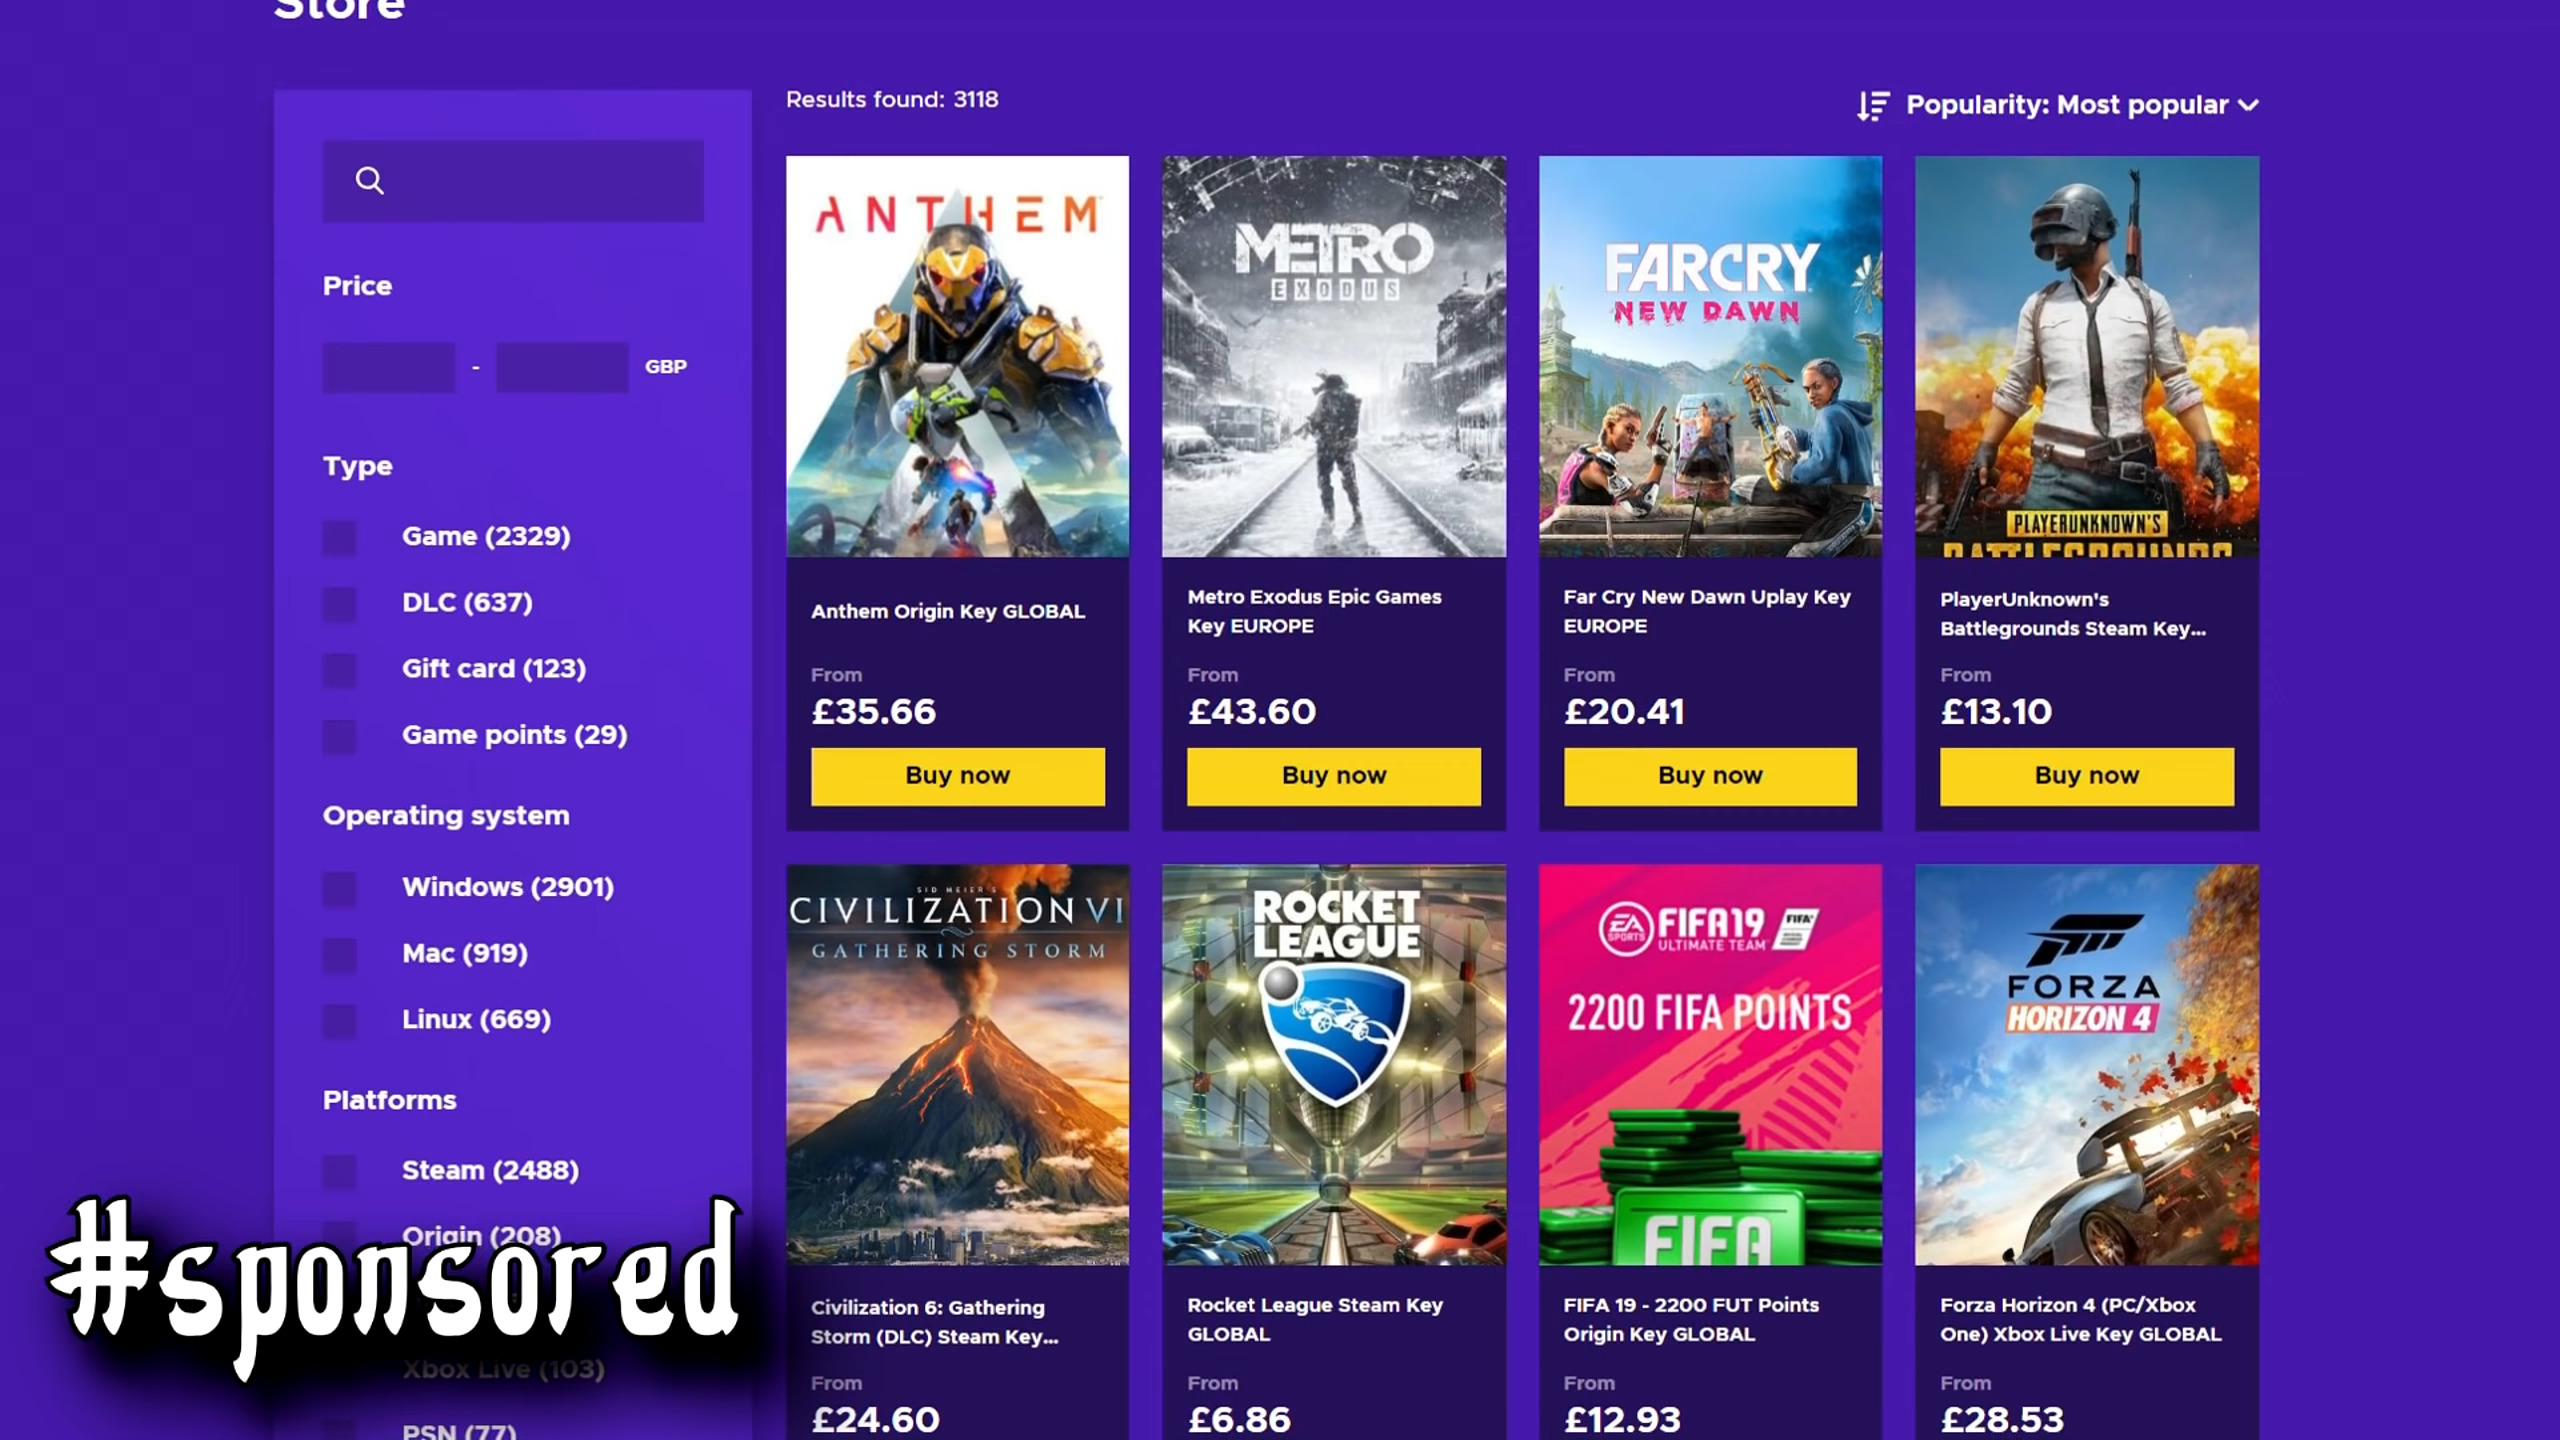 Store
Results found: 3118
Popularity: Most popular
Price
- GBP
Type
Game (2329)
DLC (637)
Gift card (123)
Game points (29)
Operating system
Windows (2901)
Mac (919)
Linux (669)
Platforms
Steam (2488)
Origin (208)
Xbox Live (103)
PSN (77)
#sponsored
ANTHEM
Anthem Origin Key GLOBAL
From
£35.66
Buy now
METRO
EXODUS
Metro Exodus Epic Games
Key EUROPE
From
£43.60
Buy now
FARCRY
NEW DAWN
Far Cry New Dawn Uplay Key
EUROPE
From
£20.41
Buy now
PLAYERUNKNOWN'S
BATTLEGROUNDS
PlayerUnknown's
Battlegrounds Steam Key...
From
£13.10
Buy now
SID MEIER'S
CIVILIZATION VI
GATHERING STORM
Civilization 6: Gathering
Storm (DLC) Steam Key...
From
£24.60
ROCKET
LEAGUE
Rocket League Steam Key
GLOBAL
From
£6.86
EA SPORTS FIFA19 FIFA
ULTIMATE TEAM
2200 FIFA POINTS
FIFA
FIFA 19 - 2200 FUT Points
Origin Key GLOBAL
From
£12.93
FORZA
HORIZON 4
Forza Horizon 4 (PC/Xbox
One) Xbox Live Key GLOBAL
From
£28.53